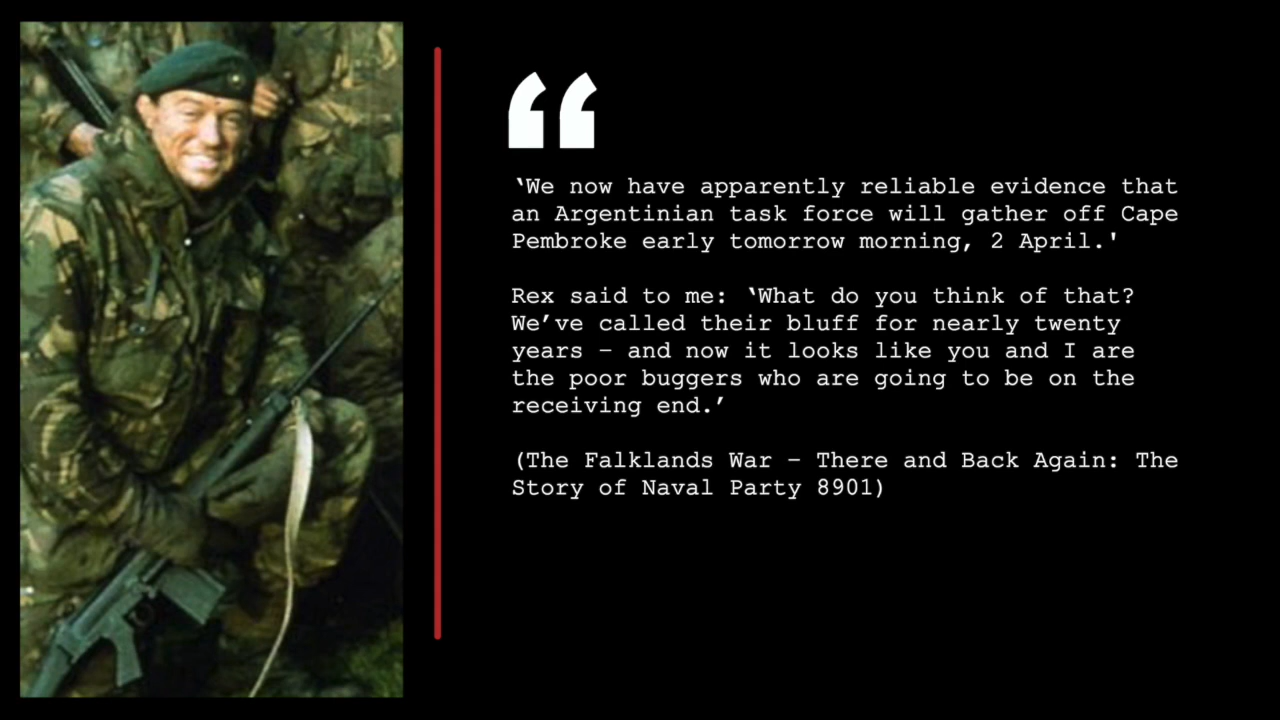 “
‘We now have apparently reliable evidence that
an Argentinian task force will gather off Cape
Pembroke early tomorrow morning, 2 April.'
Rex said to me: ‘What do you think of that?
We’ve called their bluff for nearly twenty
years – and now it looks like you and I are
the poor buggers who are going to be on the
receiving end.’
(The Falklands War – There and Back Again: The
Story of Naval Party 8901)